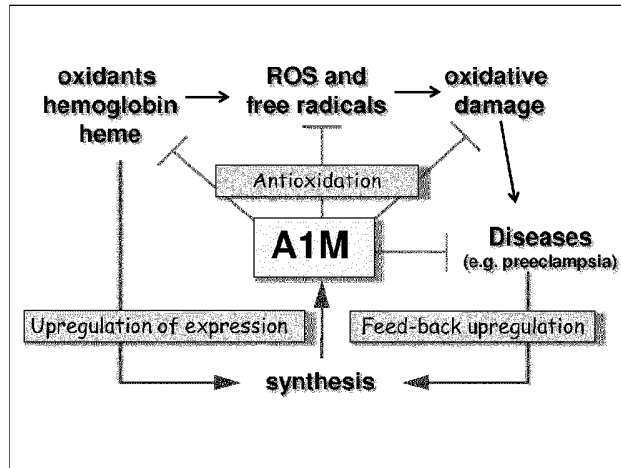 oxidants
hemoglobin
heme
ROS and
free radicals
oxidative
damage
Antioxidation
A1M
Diseases
(e.g. preeclampsia)
Upregulation of expression
Feed-back upregulation
synthesis